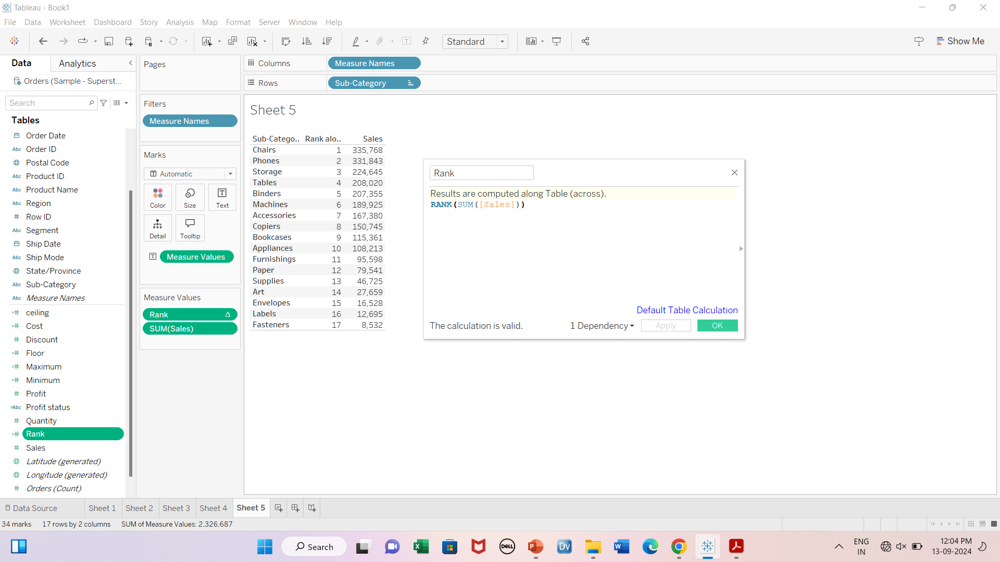 Tableau - Book1
File Data Worksheet Dashboard Story Analysis Map Format Server Window Help
Standard
Show Me
Data Analytics
Orders (Sample - Superst...
Search
Tables
Order Date
Abc Order ID
Postal Code
Abc Product ID
Abc Product Name
Abc Region
Row ID
Abc Segment
Ship Date
Abc Ship Mode
State/Province
Abc Sub-Category
Abc Measure Names
ceiling
Cost
Discount
Floor
Maximum
Minimum
Profit
=Abc Profit status
Quantity
Rank
Sales
Latitude (generated)
Longitude (generated)
Orders (Count)
Pages
Filters
Measure Names
Marks
Automatic
Color Size Text
Detail Tooltip
Measure Values
Measure Values
Rank Δ
SUM(Sales)
Columns Measure Names
Rows Sub-Category
Sheet 5
Sub-Catego.. Rank alo.. Sales
Chairs 1 335,768
Phones 2 331,843
Storage 3 224,645
Tables 4 208,020
Binders 5 207,355
Machines 6 189,925
Accessories 7 167,380
Copiers 8 150,745
Bookcases 9 115,361
Appliances 10 108,213
Furnishings 11 95,598
Paper 12 79,541
Supplies 13 46,725
Art 14 27,659
Envelopes 15 16,528
Labels 16 12,695
Fasteners 17 8,532
Rank
Results are computed along Table (across).
RANK(SUM([Sales]))
Default Table Calculation
The calculation is valid. 1 Dependency Apply OK
Data Source Sheet 1 Sheet 2 Sheet 3 Sheet 4 Sheet 5
34 marks 17 rows by 2 columns SUM of Measure Values: 2,326,687
Search
DELL
Dv
ENG
IN
12:04 PM
13-09-2024